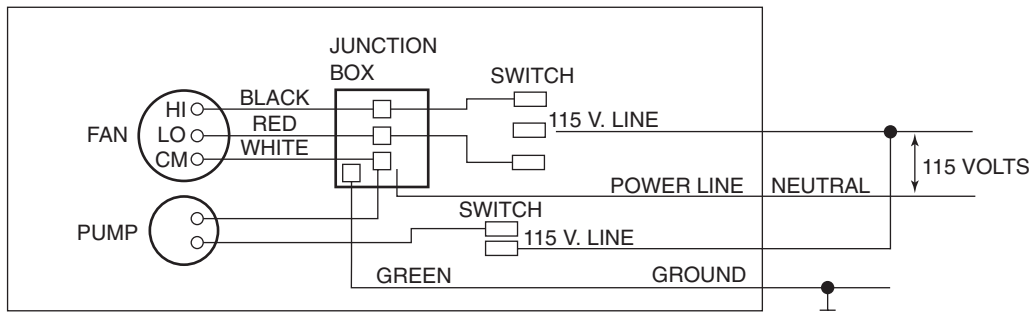 JUNCTION
BOX
SWITCH
HI
BLACK
FAN
LO
RED
115 V. LINE
CM
WHITE
115 VOLTS
POWER LINE
NEUTRAL
SWITCH
PUMP
115 V. LINE
GREEN
GROUND